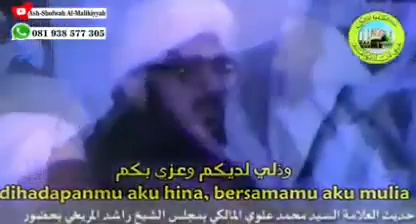 Ash-Shofwah Al-Malikiyyah
081 938 577 305
وذلي لديكم وعزي بكم
dihadapanmu aku hina, bersamamu aku mulia
حديث العلامة السيد محمد علوي المالكي بمجلس الشيخ راشد المريخي بحضور